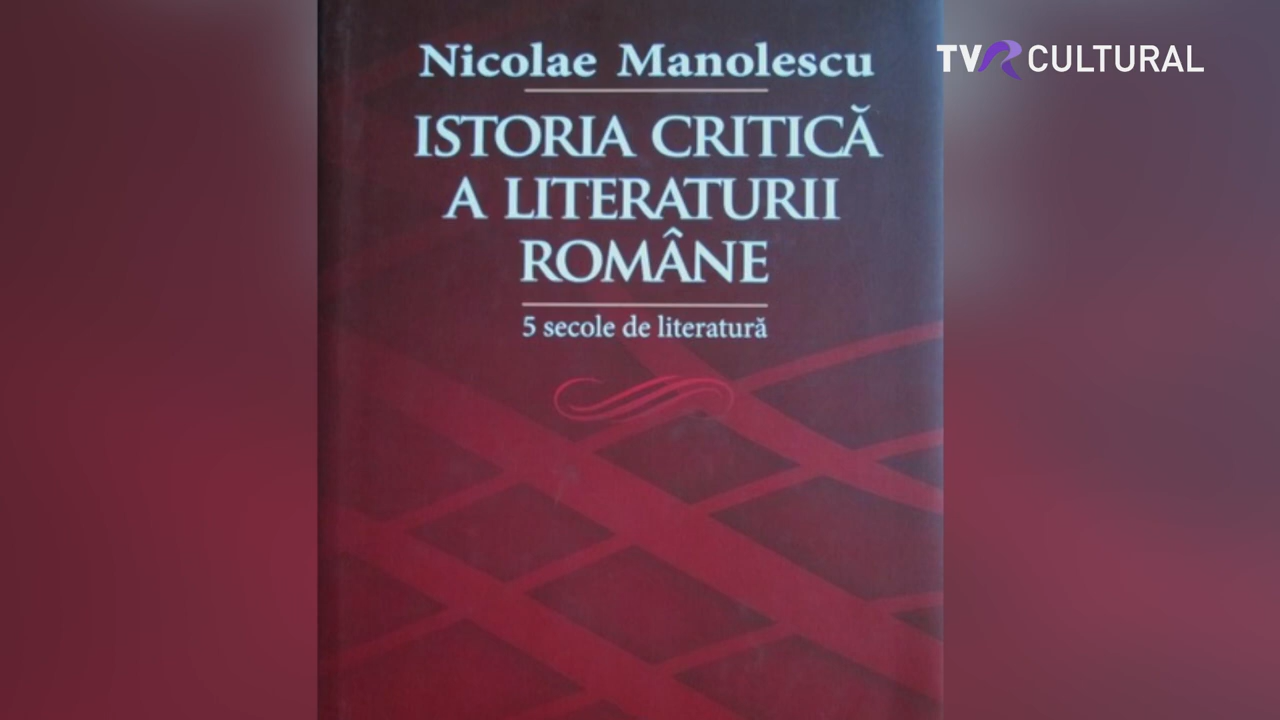 Nicolae Manolescu
ISTORIA CRITICĂ
A LITERATURII
ROMÂNE
5 secole de literatură
TVR CULTURAL